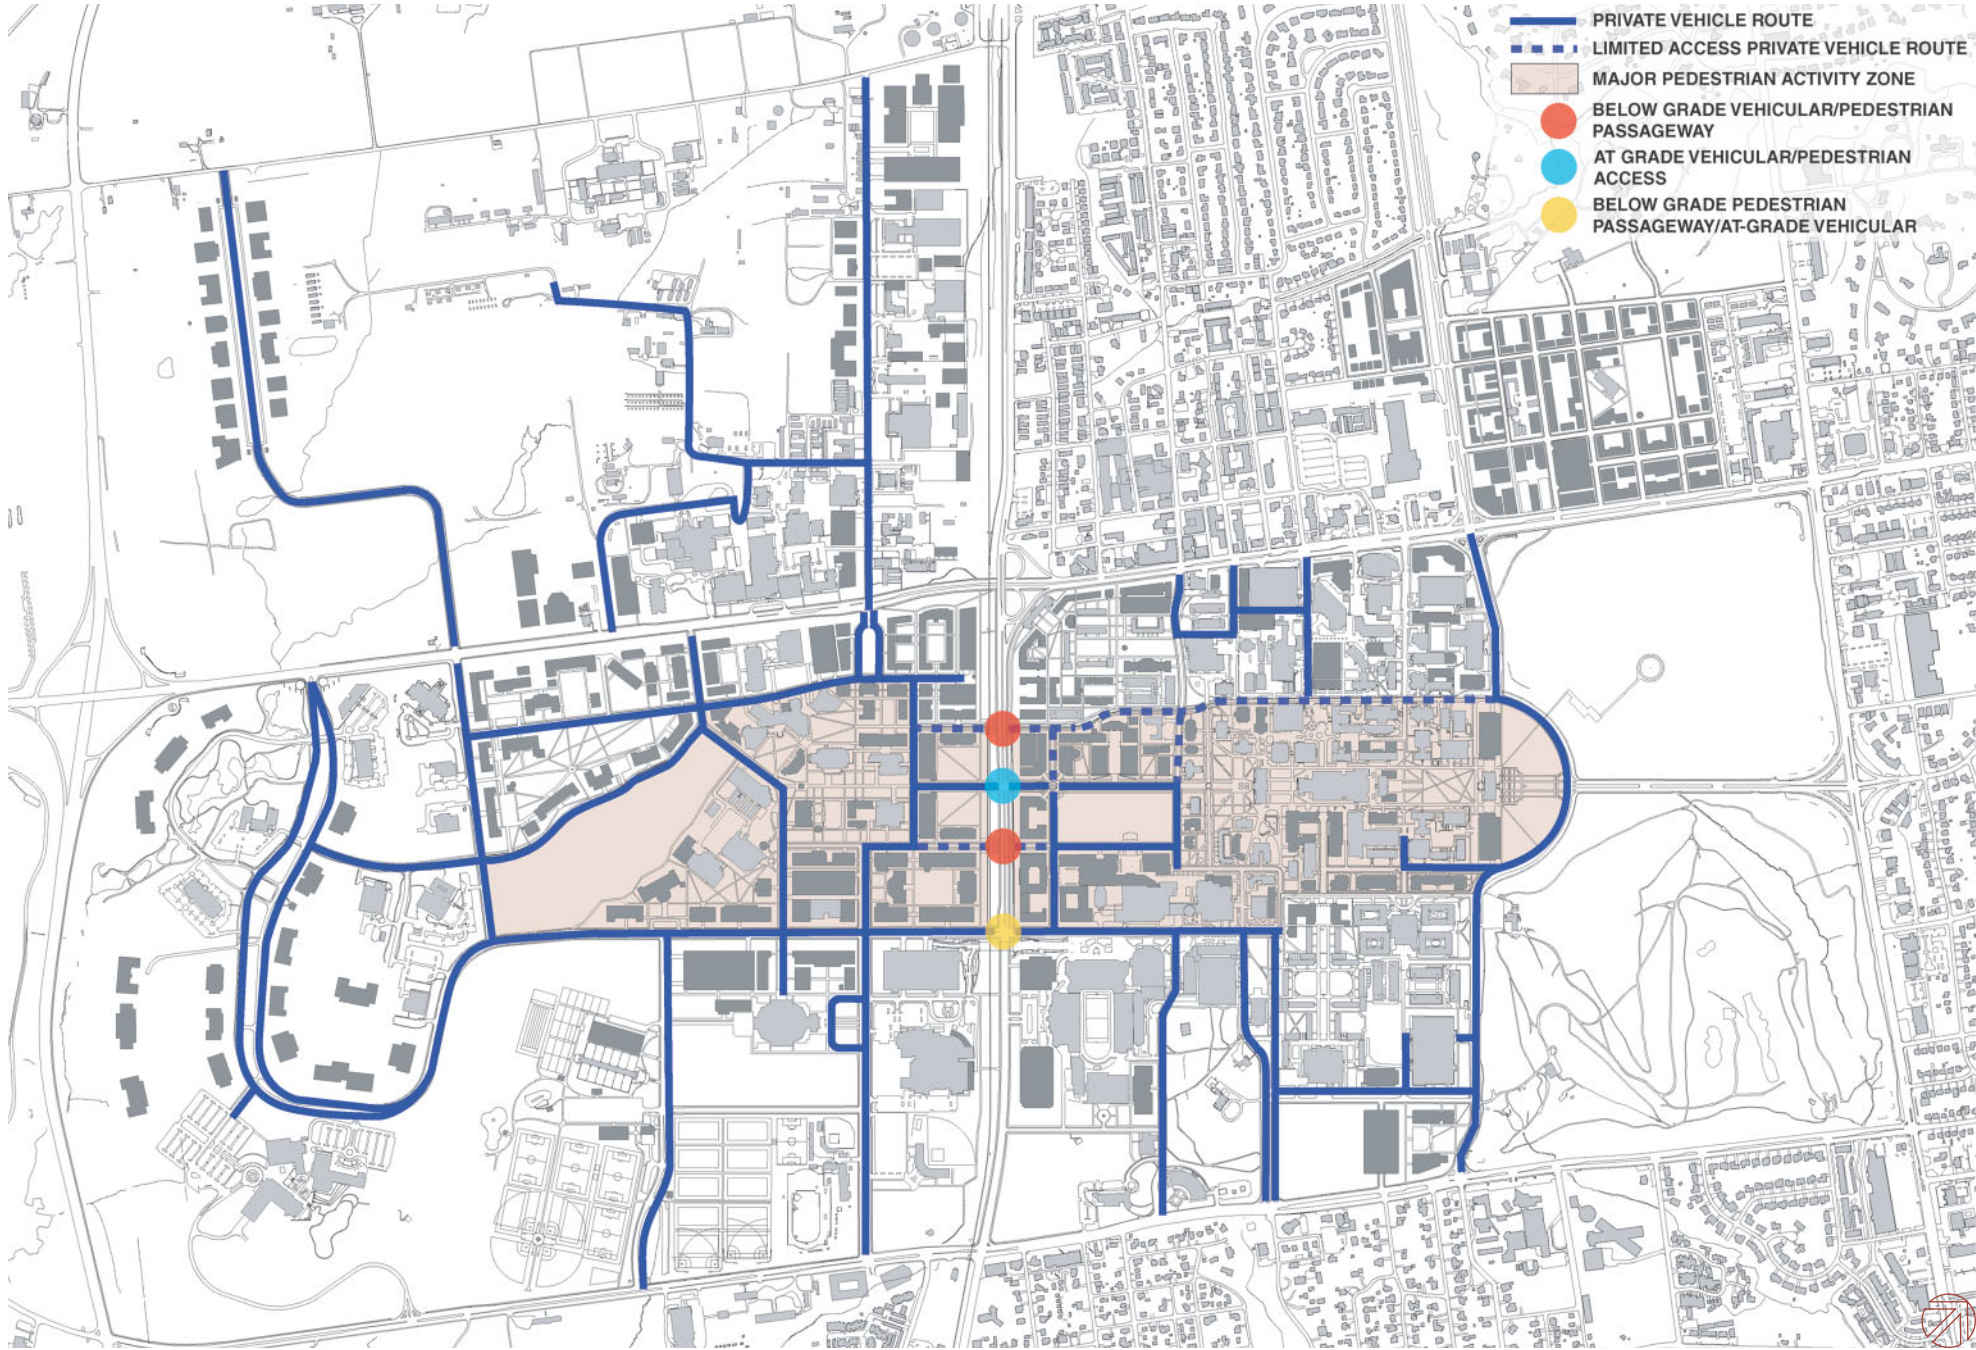 PRIVATE VEHICLE ROUTE
LIMITED ACCESS PRIVATE VEHICLE ROUTE
MAJOR PEDESTRIAN ACTIVITY ZONE
BELOW GRADE VEHICULAR/PEDESTRIAN
PASSAGEWAY
AT GRADE VEHICULAR/PEDESTRIAN
ACCESS
BELOW GRADE PEDESTRIAN
PASSAGEWAY/AT-GRADE VEHICULAR